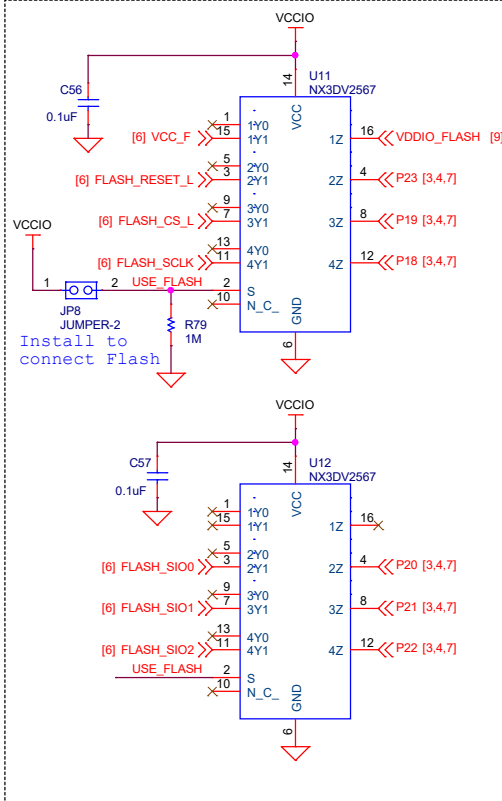 VCCIO
C56
0.1uF
14
U11
NX3DV2567
VCC
1 1Y0
[6] VCC_F 15 1Y1 1Z 16 VDDIO_FLASH [9]
5 2Y0
[6] FLASH_RESET_L 3 2Y1 2Z 4 P23 [3,4,7]
9 3Y0
[6] FLASH_CS_L 7 3Y1 3Z 8 P19 [3,4,7]
13 4Y0
[6] FLASH_SCLK 11 4Y1 4Z 12 P18 [3,4,7]
VCCIO
USE_FLASH
1 2 2 S
10 N_C_
JP8
JUMPER-2
R79
1M
GND
6
Install to
connect Flash
VCCIO
C57
0.1uF
14
U12
NX3DV2567
VCC
1 1Y0
15 1Y1 1Z 16
5 2Y0
[6] FLASH_SIO0 3 2Y1 2Z 4 P20 [3,4,7]
9 3Y0
[6] FLASH_SIO1 7 3Y1 3Z 8 P21 [3,4,7]
13 4Y0
[6] FLASH_SIO2 11 4Y1 4Z 12 P22 [3,4,7]
USE_FLASH 2 S
10 N_C_
GND
6